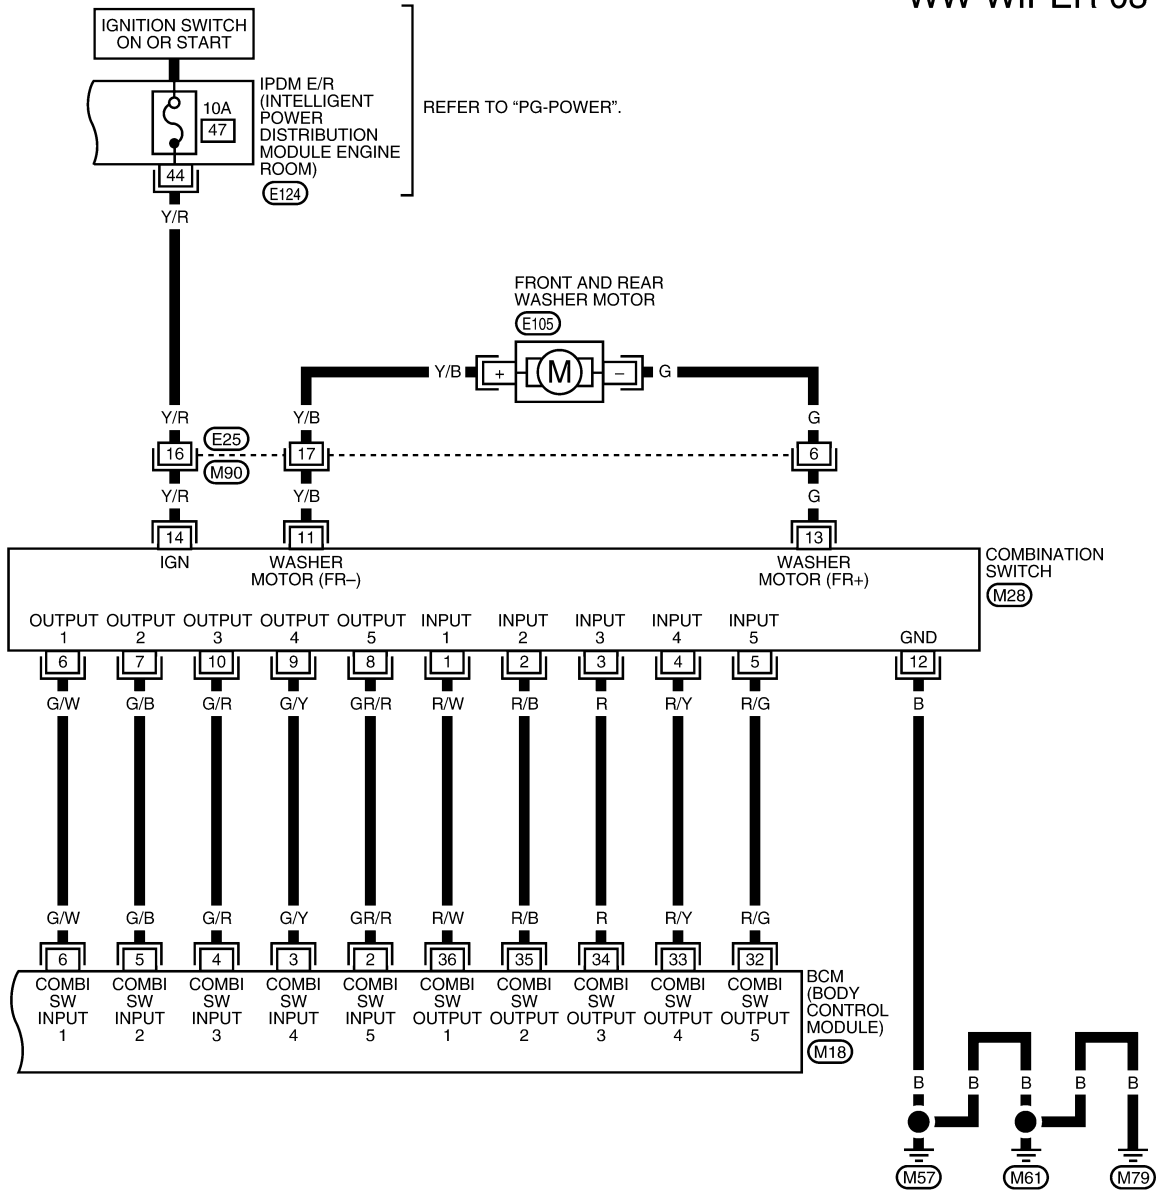 IGNITION SWITCH
ON OR START
IPDM E/R
(INTELLIGENT
POWER
DISTRIBUTION
MODULE ENGINE
ROOM)
E124
10A
47
44
REFER TO “PG-POWER”.
Y/R
FRONT AND REAR
WASHER MOTOR
E105
Y/B + M – G
Y/R Y/B G
E25
16 17 6
M90
Y/R Y/B G
14 11 13
IGN WASHER WASHER
MOTOR (FR–) MOTOR (FR+)
COMBINATION
SWITCH
M28
OUTPUT OUTPUT OUTPUT OUTPUT OUTPUT INPUT INPUT INPUT INPUT INPUT
1 2 3 4 5 1 2 3 4 5 GND
6 7 10 9 8 1 2 3 4 5 12
G/W G/B G/R G/Y GR/R R/W R/B R R/Y R/G B
G/W G/B G/R G/Y GR/R R/W R/B R R/Y R/G
6 5 4 3 2 36 35 34 33 32
COMBI COMBI COMBI COMBI COMBI COMBI COMBI COMBI COMBI COMBI
SW SW SW SW SW SW SW SW SW SW
INPUT INPUT INPUT INPUT INPUT OUTPUT OUTPUT OUTPUT OUTPUT OUTPUT
1 2 3 4 5 1 2 3 4 5
BCM
(BODY
CONTROL
MODULE)
M18
B B B B B
M57 M61 M79